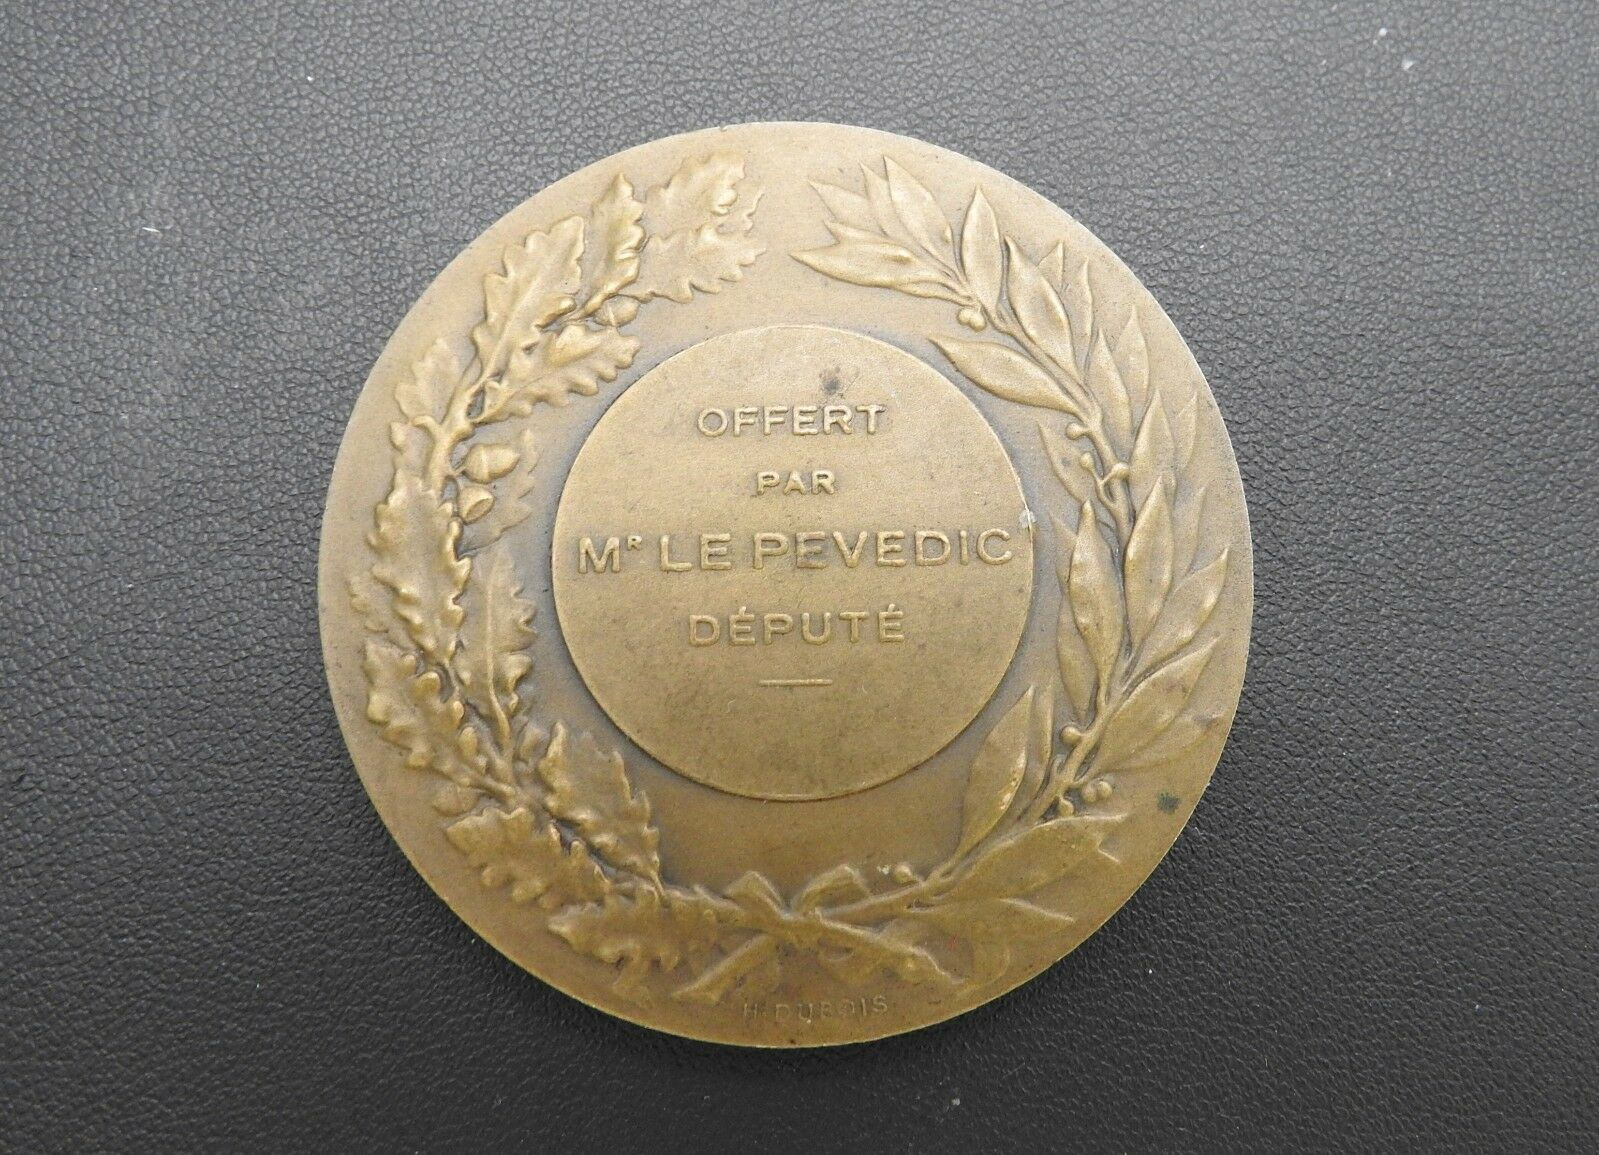 OFFERT
PAR
Mʳ LE PEVEDIC
DÉPUTÉ
H. DUBOIS